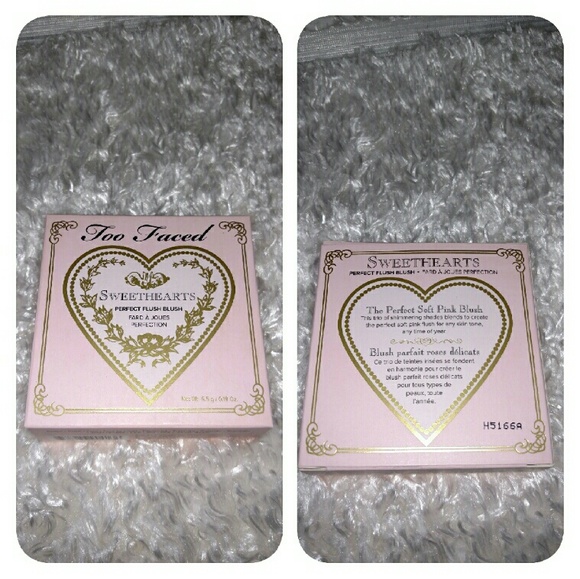 Too Faced
SWEETHEARTS
PERFECT FLUSH BLUSH
FARD À JOUES
PERFECTION
SWEETHEARTS
PERFECT FLUSH BLUSH • FARD À JOUES PERFECTION
The Perfect Soft Pink Blush
This trio of shimmering shades blends to create
the perfect soft pink flush for any skin tone,
any time of year.
Blush parfait roses délicats
Ce trio de teintes irisées se fondent
en harmonie pour créer le
blush parfait roses délicats
pour tous types de
peaux, toute
l'année.
H5166A